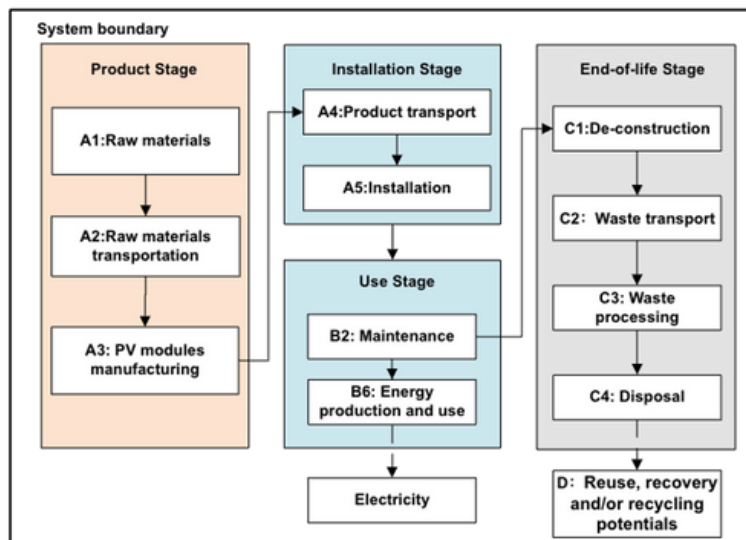 System boundary
Product Stage
A1:Raw materials
A2:Raw materials
transportation
A3: PV modules
manufacturing
Installation Stage
A4:Product transport
A5:Installation
Use Stage
B2: Maintenance
B6: Energy
production and use
Electricity
End-of-life Stage
C1:De-construction
C2： Waste transport
C3: Waste
processing
C4: Disposal
D： Reuse, recovery
and/or recycling
potentials